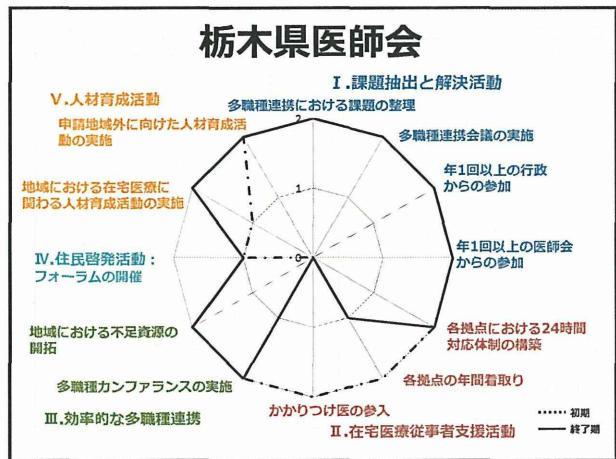 栃木県医師会
Ⅰ.課題抽出と解決活動
Ⅴ.人材育成活動
多職種連携における課題の整理
申請地域外に向けた人材育成活
動の実施
2
多職種連携会議の実施
年1回以上の行政
からの参加
地域における在宅医療に
関わる人材育成活動の実施
1
年1回以上の医師会
からの参加
Ⅳ.住民啓発活動：
フォーラムの開催
0
地域における不足資源の
開拓
各拠点における24時間
対応体制の構築
多職種カンファランスの実施
各拠点の年間看取り
かかりつけ医の参入
Ⅲ.効率的な多職種連携
Ⅱ.在宅医療従事者支援活動
初期
終了期